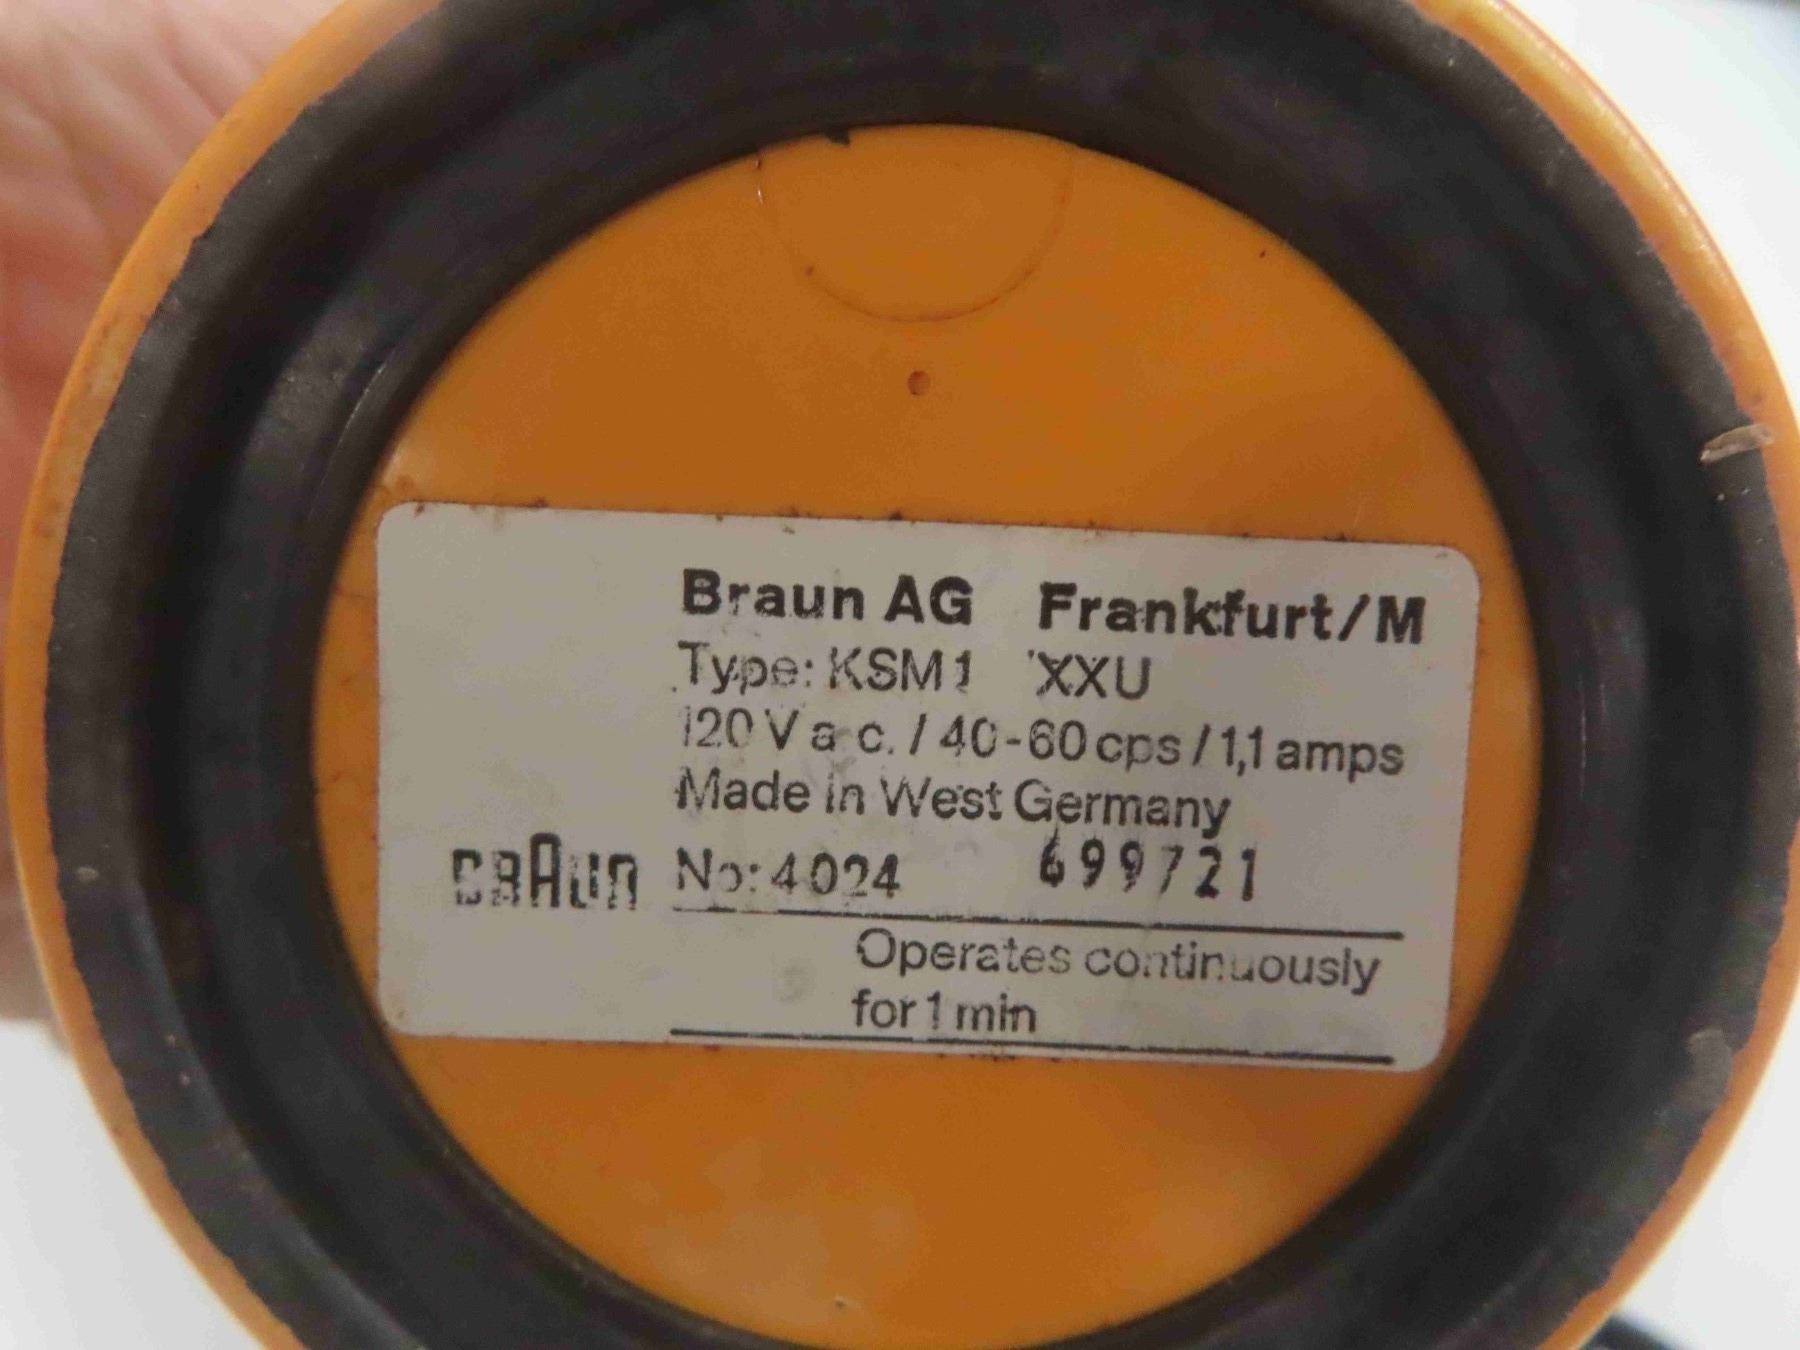 Braun AG Frankfurt/M
Type: KSM1 XXU
120 V a c. / 40-60 cps / 1,1 amps
Made in West Germany
BRAUN No: 4024 699721
Operates continuously
for 1 min